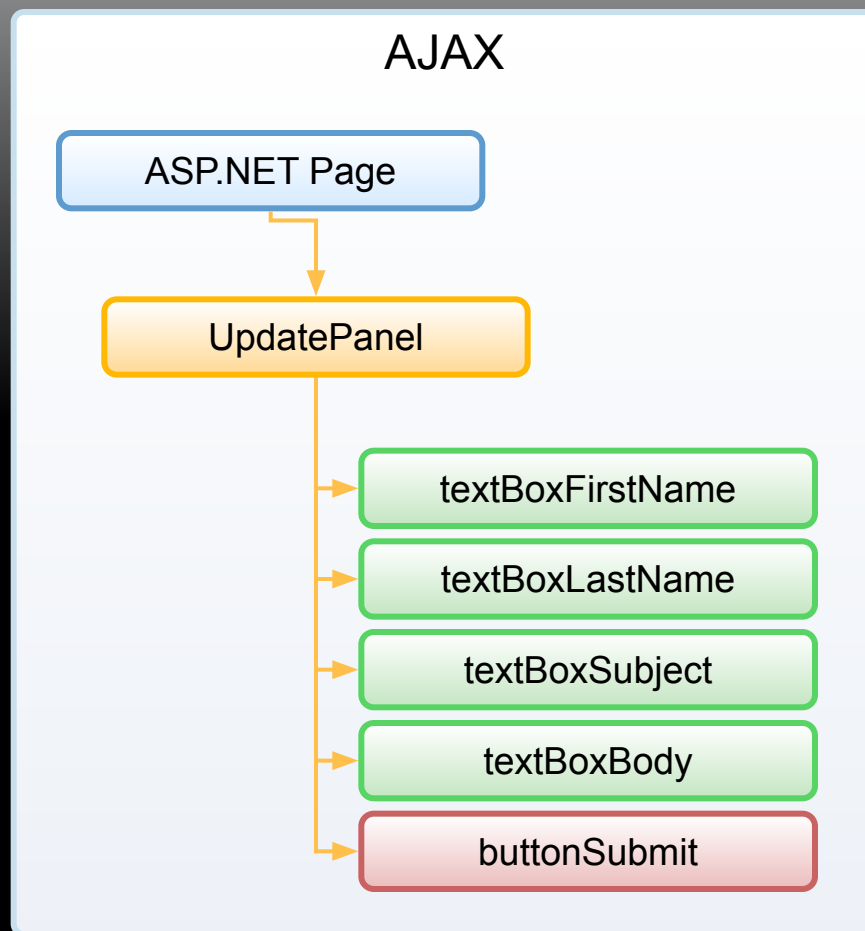 AJAX
ASP.NET Page
UpdatePanel
textBoxFirstName
textBoxLastName
textBoxSubject
textBoxBody
buttonSubmit